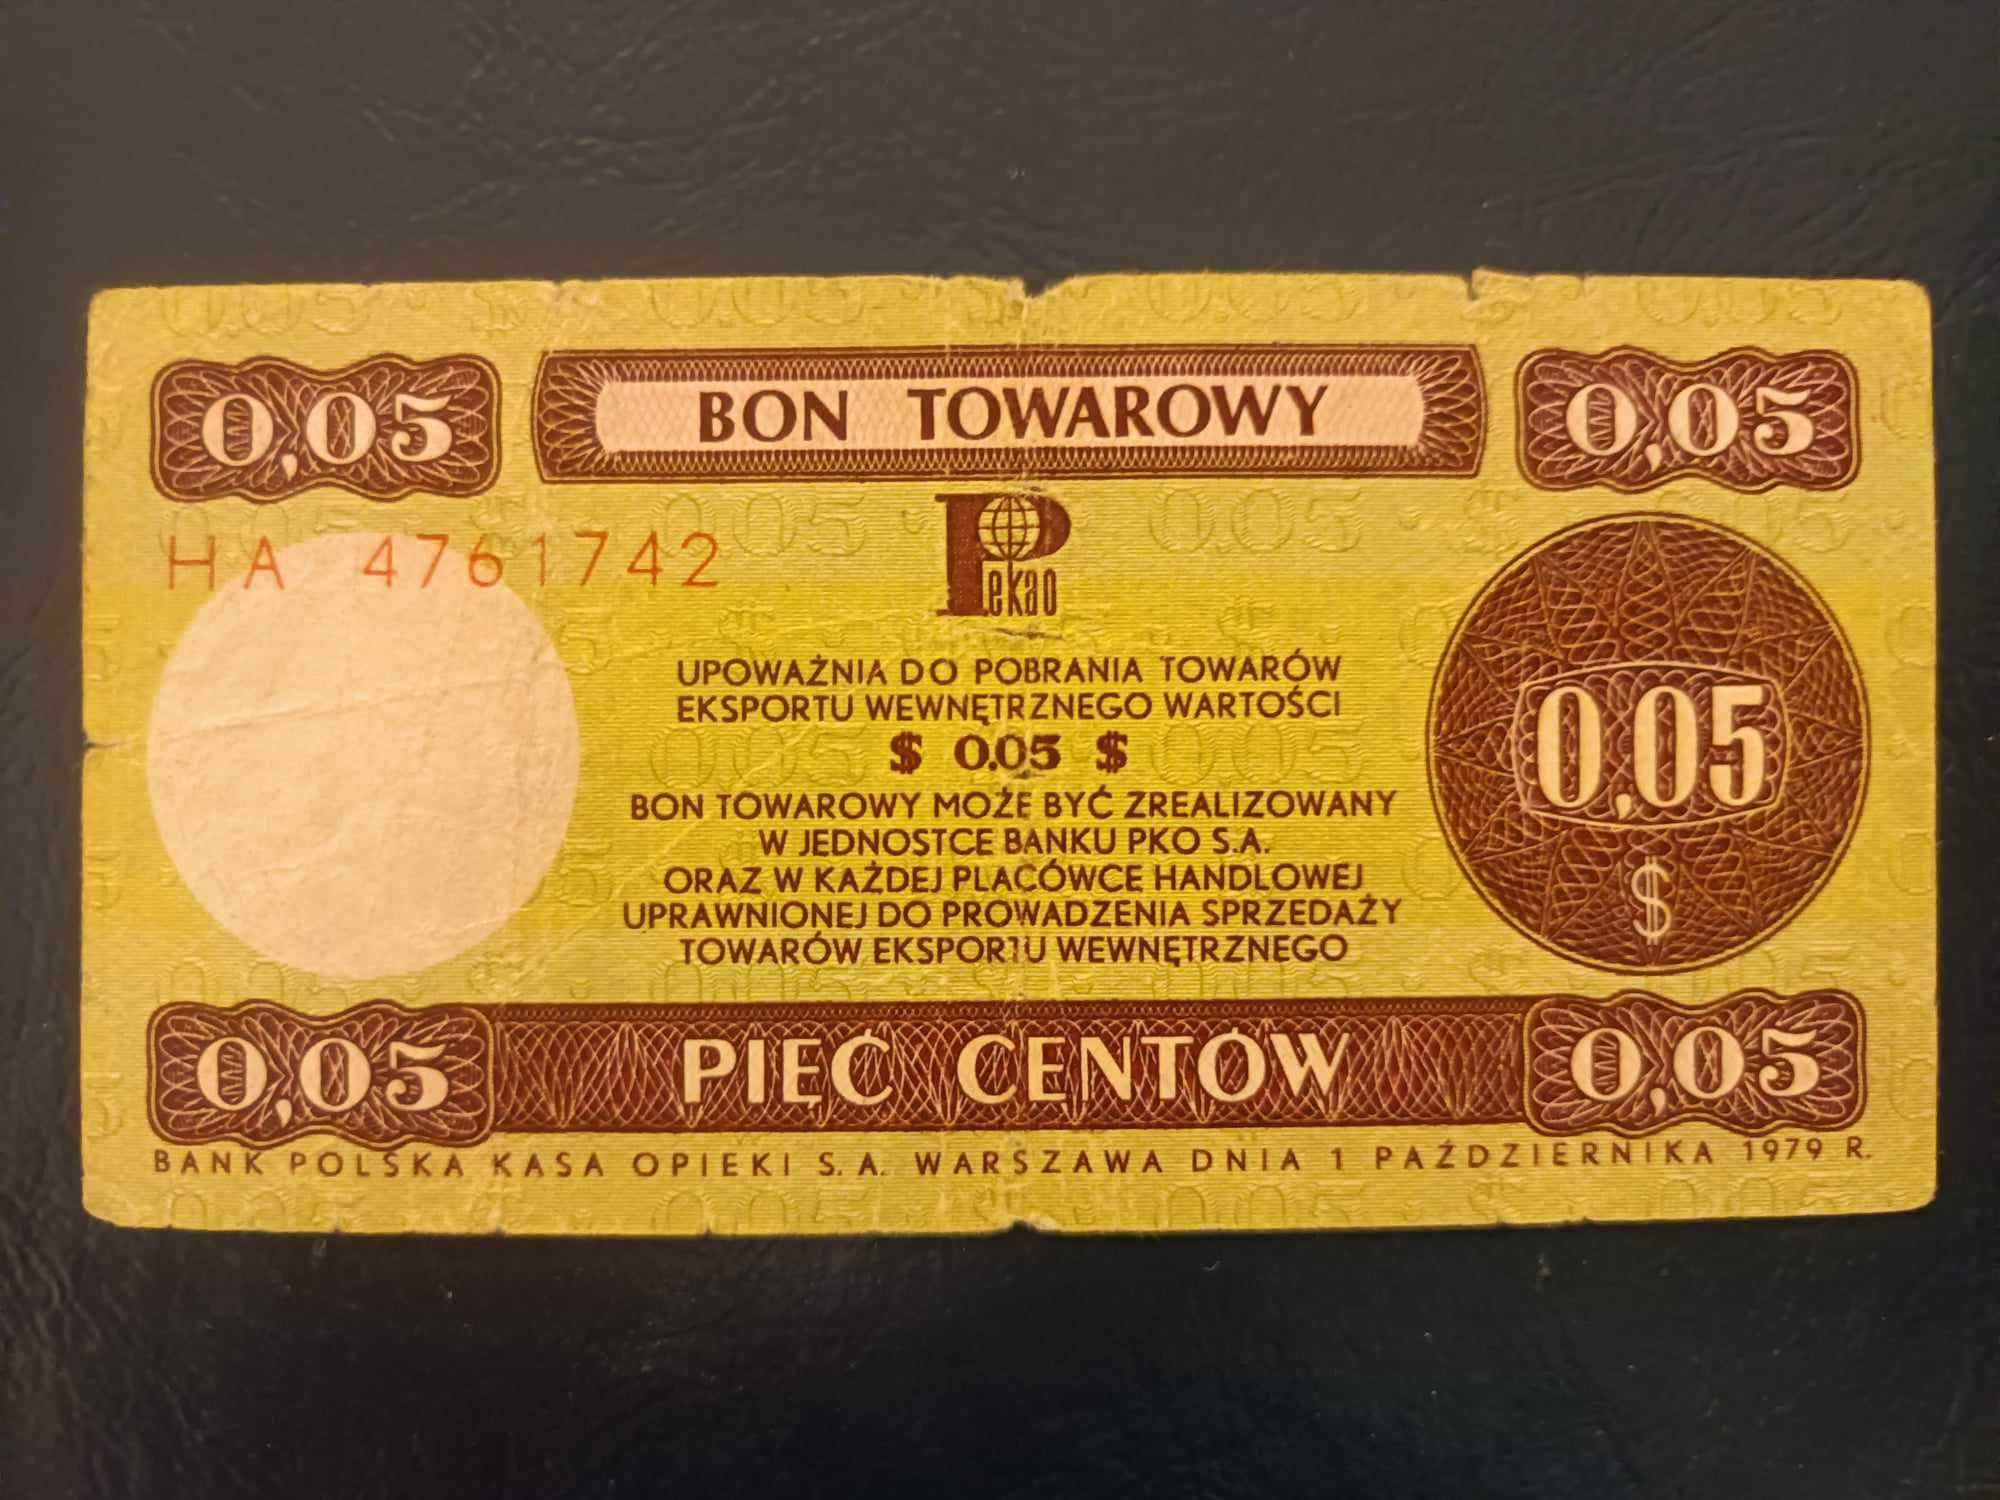 0,05 BON TOWAROWY 0,05
HA 4761742
Pekao
UPOWAŻNIA DO POBRANIA TOWARÓW
EKSPORTU WEWNĘTRZNEGO WARTOŚCI
$ 0.05 $
BON TOWAROWY MOŻE BYĆ ZREALIZOWANY
W JEDNOSTCE BANKU PKO S.A.
ORAZ W KAŻDEJ PLACÓWCE HANDLOWEJ
UPRAWNIONEJ DO PROWADZENIA SPRZEDAŻY
TOWARÓW EKSPORTU WEWNĘTRZNEGO
0,05
$
0,05 PIĘĆ CENTÓW 0,05
BANK POLSKA KASA OPIEKI S.A. WARSZAWA DNIA 1 PAŹDZIERNIKA 1979 R.